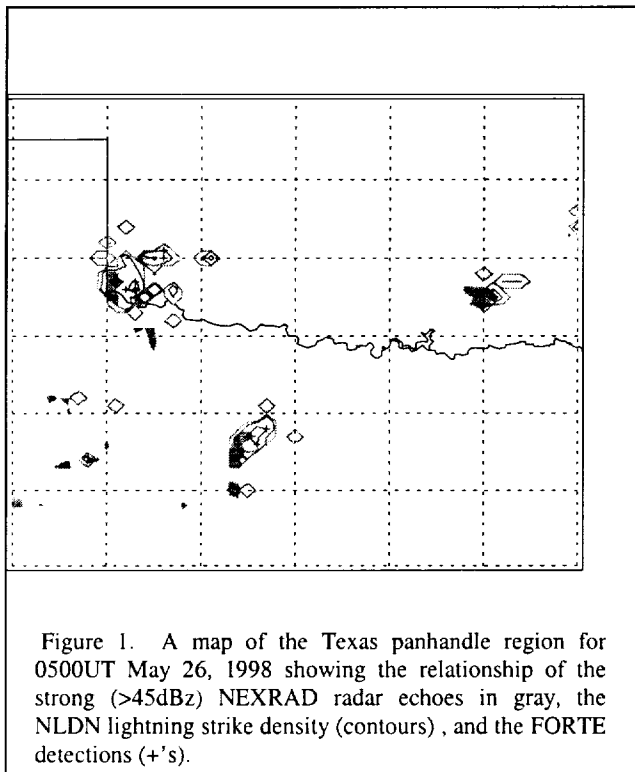 Figure 1. A map of the Texas panhandle region for
0500UT May 26, 1998 showing the relationship of the
strong (>45dBz) NEXRAD radar echoes in gray, the
NLDN lightning strike density (contours) , and the FORTE
detections (+'s).